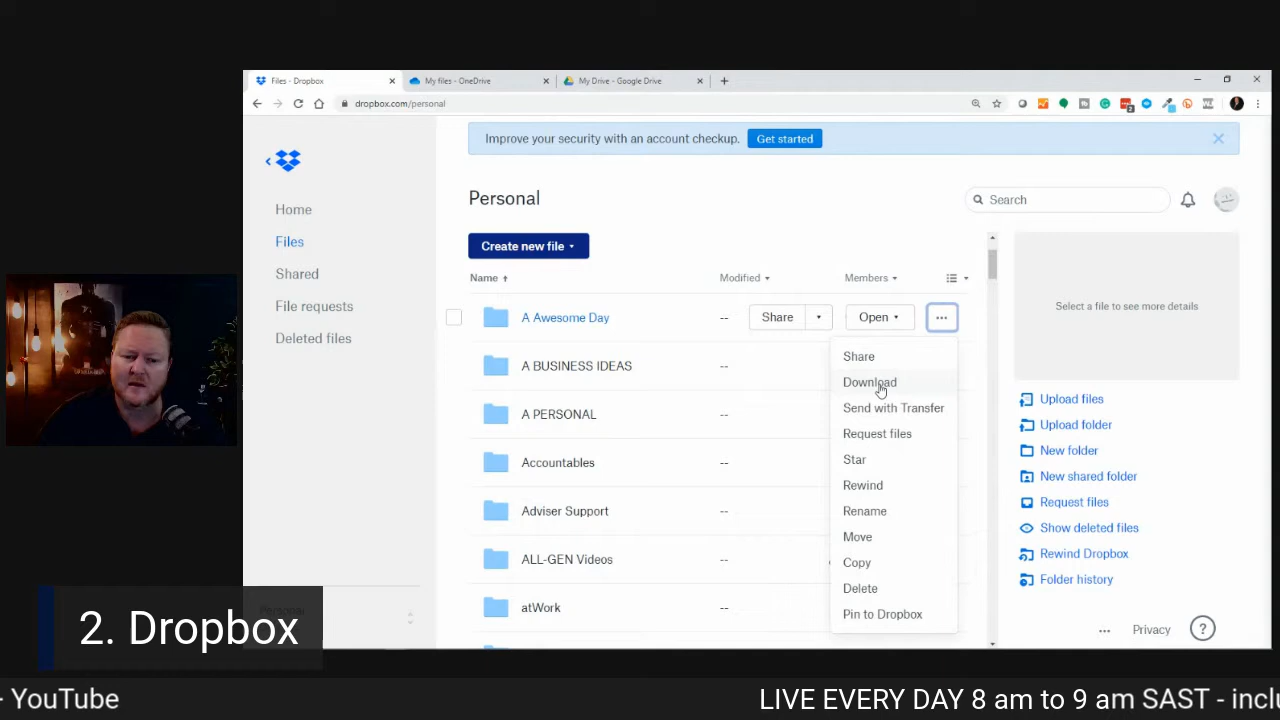 Files - Dropbox
My files - OneDrive
My Drive - Google Drive
dropbox.com/personal
Improve your security with an account checkup.
Get started
Personal
Search
Home
Files
Shared
File requests
Deleted files
Create new file
Name
Modified
Members
A Awesome Day
--
Share
Open
A BUSINESS IDEAS
--
A PERSONAL
--
Accountables
--
Adviser Support
--
ALL-GEN Videos
--
atWork
--
Share
Download
Send with Transfer
Request files
Star
Rewind
Rename
Move
Copy
Delete
Pin to Dropbox
Select a file to see more details
Upload files
Upload folder
New folder
New shared folder
Request files
Show deleted files
Rewind Dropbox
Folder history
Privacy
?
Personal
2. Dropbox
- YouTube
LIVE EVERY DAY 8 am to 9 am SAST - inclu